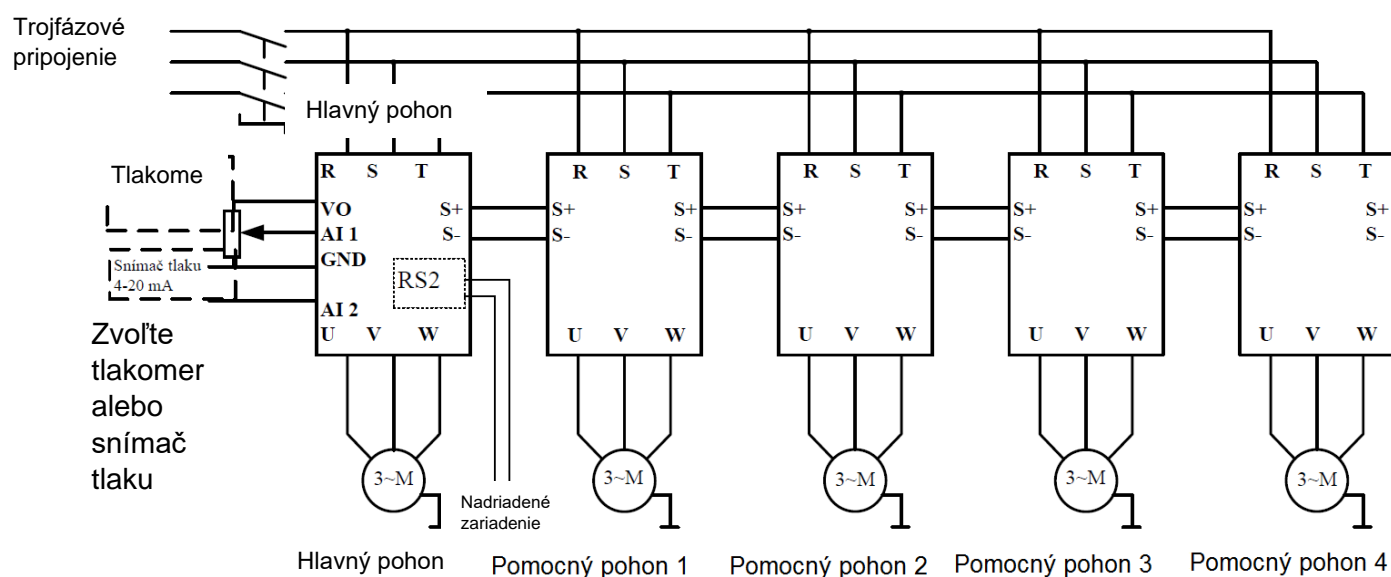 Trojfázové
pripojenie
Hlavný pohon
R S T
R S T
R S T
R S T
R S T
Tlakome
VO
AI 1
GND
AI 2
S+
S-
S+
S-
S+
S-
S+
S-
S+
S-
S+
S-
S+
S-
S+
S-
S+
S-
Snímač tlaku
4-20 mA
RS2
U V W
U V W
U V W
U V W
U V W
Zvoľte
tlakomer
alebo
snímač
tlaku
3~M
3~M
3~M
3~M
3~M
Nadriadené
zariadenie
Hlavný pohon
Pomocný pohon 1
Pomocný pohon 2
Pomocný pohon 3
Pomocný pohon 4